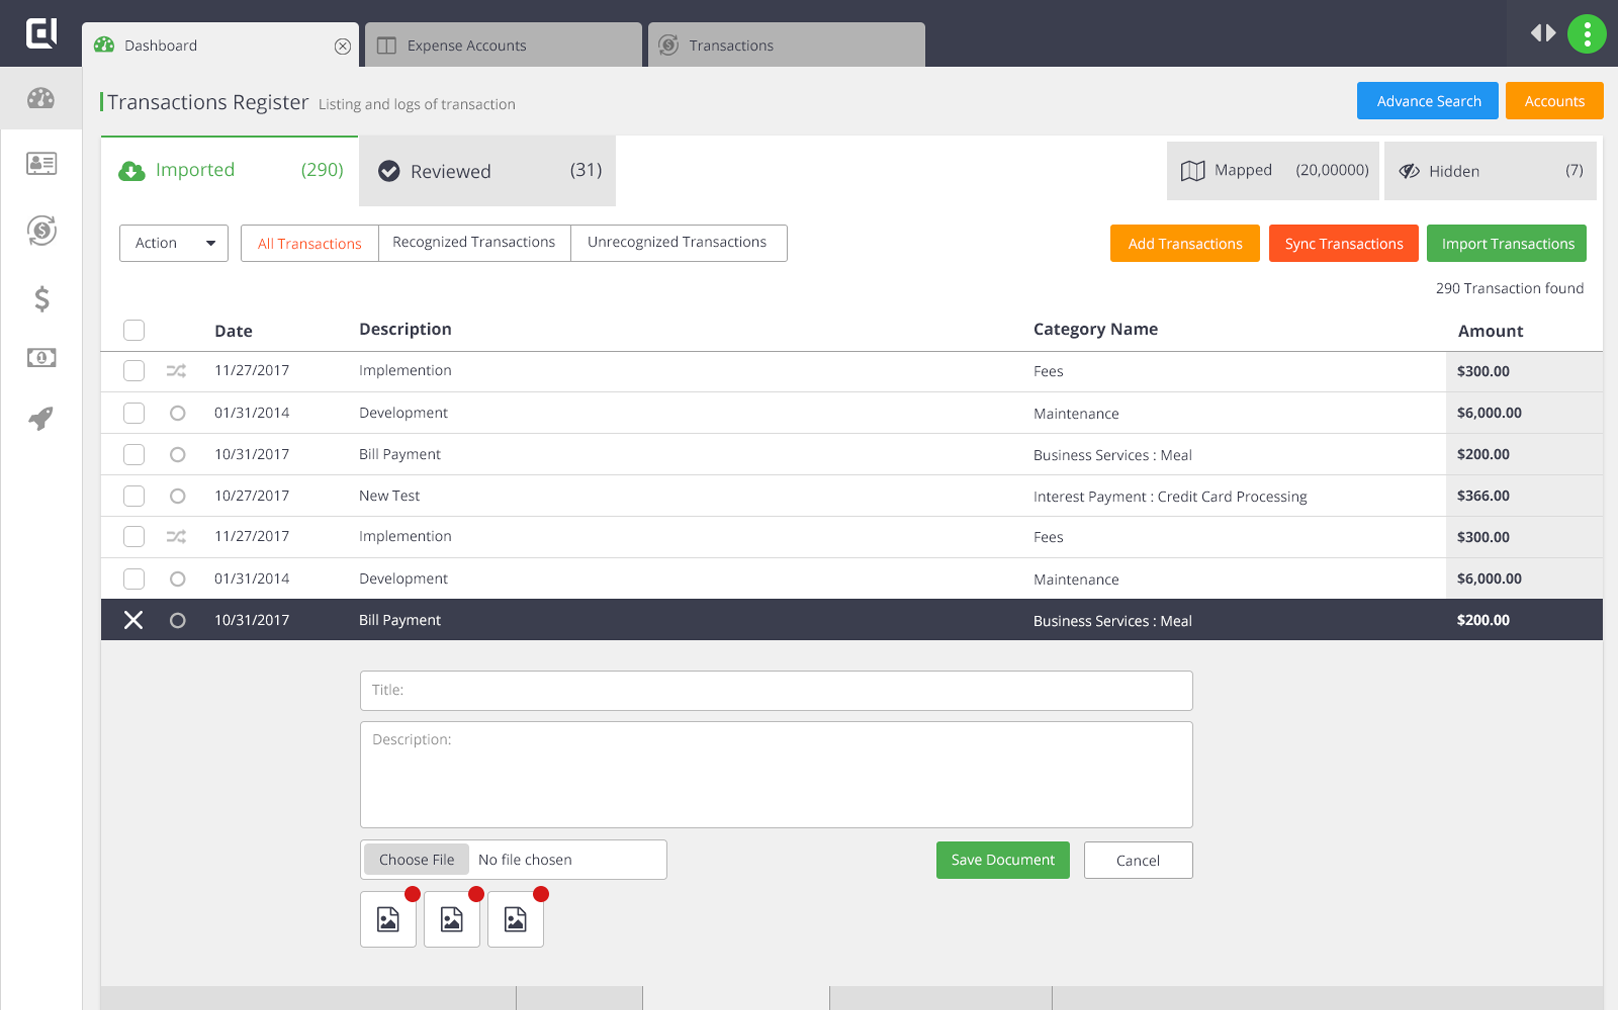 Dashboard
Expense Accounts
Transactions
Transactions Register Listing and logs of transaction
Advance Search
Accounts
Imported (290)
Reviewed (31)
Mapped (20,00000)
Hidden (7)
Action
All Transactions
Recognized Transactions
Unrecognized Transactions
Add Transactions
Sync Transactions
Import Transactions
290 Transaction found
Date Description Category Name Amount
11/27/2017 Implemention Fees $300.00
01/31/2014 Development Maintenance $6,000.00
10/31/2017 Bill Payment Business Services : Meal $200.00
10/27/2017 New Test Interest Payment : Credit Card Processing $366.00
11/27/2017 Implemention Fees $300.00
01/31/2014 Development Maintenance $6,000.00
10/31/2017 Bill Payment Business Services : Meal $200.00
Title:
Description:
Choose File No file chosen
Save Document
Cancel